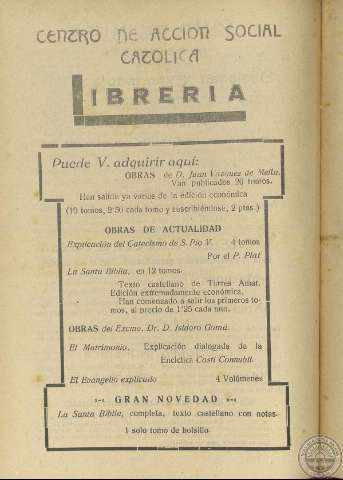 CENTRO DE ACCION SOCIAL
CATOLICA
LIBRERIA
Puede V. adquirir aquí:
OBRAS de D. Juan Vázquez de Mella.
Van publicados 20 tomos.
Han salido ya varios de la edición económica
(10 tomos, 2'50 cada tomo y suscribiéndose, 2 ptas.)
OBRAS DE ACTUALIDAD
Explicación del Catecismo de S. Pío V. 4 tomos
Por el P. Plat
La Santa Biblia, en 12 tomos.
Texto castellano de Torres Amat.
Edición extremadamente económica.
Han comenzado a salir los primeros to-
mos, al precio de 1'25 cada uno.
OBRAS del Excmo. Dr. D. Isidoro Gomá.
El Matrimonio. Explicación dialogada de la
Encíclica Casti Connubii.
El Evangelio explicado 4 Volúmenes
GRAN NOVEDAD
La Santa Biblia, completa, texto castellano con notas.
1 solo tomo de bolsillo